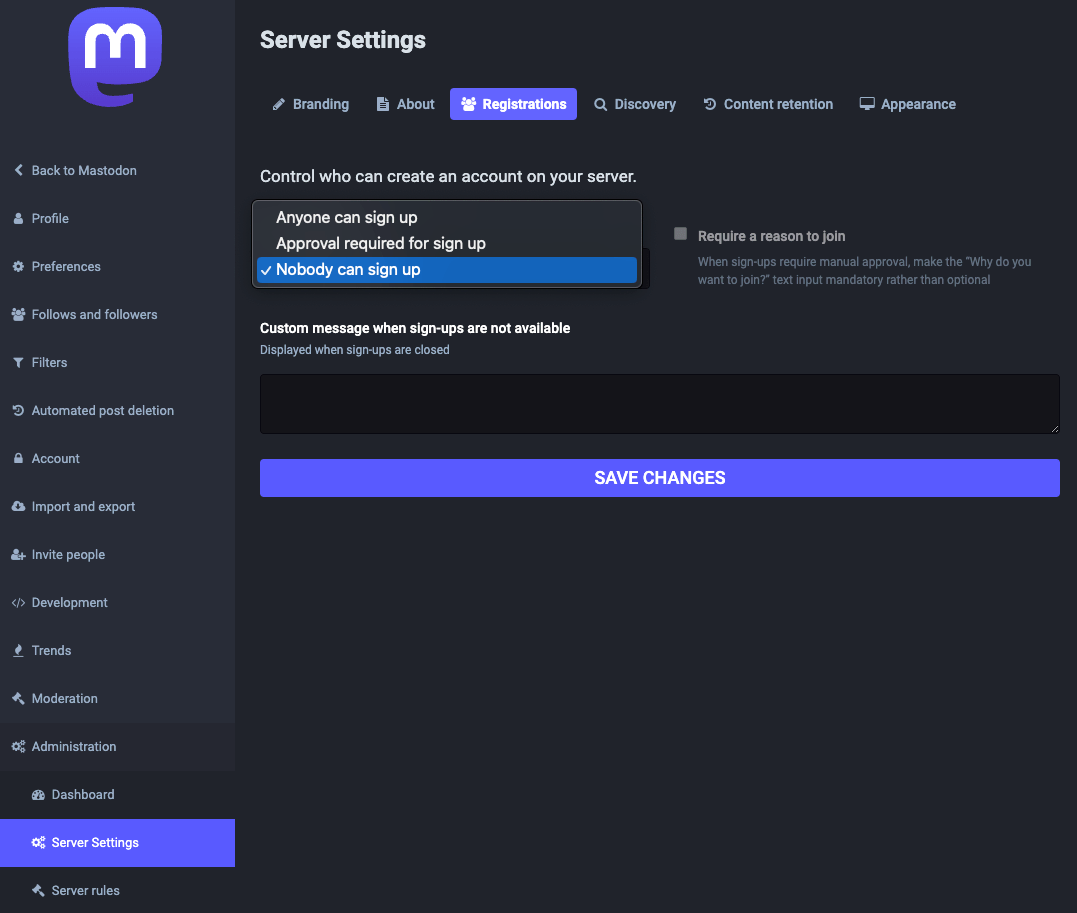 Server Settings
Branding
About
Registrations
Discovery
Content retention
Appearance
Back to Mastodon
Profile
Preferences
Follows and followers
Filters
Automated post deletion
Account
Import and export
Invite people
Development
Trends
Moderation
Administration
Dashboard
Server Settings
Server rules
Control who can create an account on your server.
Anyone can sign up
Approval required for sign up
Nobody can sign up
Require a reason to join
When sign-ups require manual approval, make the “Why do you
want to join?” text input mandatory rather than optional
Custom message when sign-ups are not available
Displayed when sign-ups are closed
SAVE CHANGES